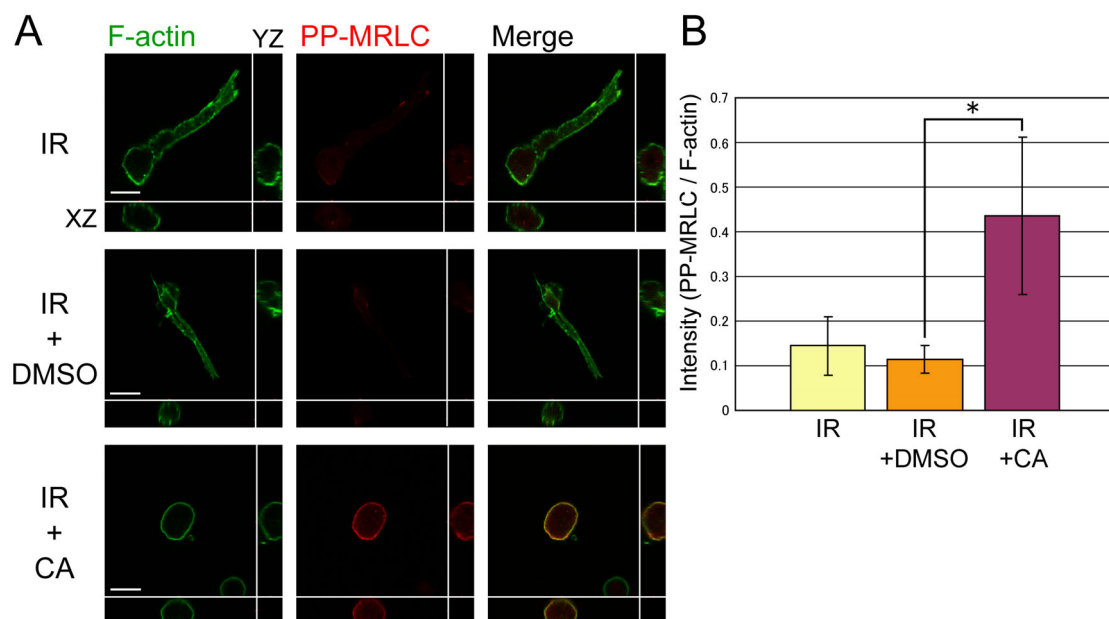 A
F-actin
YZ
PP-MRLC
Merge
IR
XZ
IR
+
DMSO
IR
+
CA
B
Intensity (PP-MRLC / F-actin)
0.7
0.6
0.5
0.4
0.3
0.2
0.1
0
*
IR
IR
+DMSO
IR
+CA